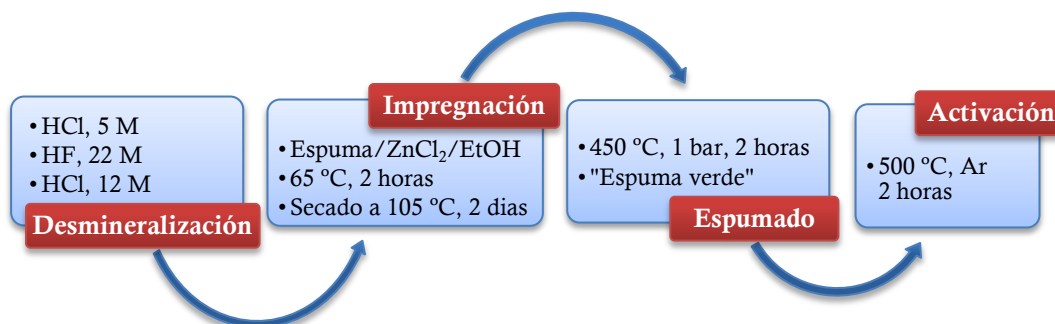 • HCl, 5 M
• HF, 22 M
• HCl, 12 M
Desmineralización
Impregnación
• Espuma/ZnCl₂/EtOH
• 65 ºC, 2 horas
• Secado a 105 ºC, 2 dias
• 450 ºC, 1 bar, 2 horas
• "Espuma verde"
Espumado
Activación
• 500 ºC, Ar
2 horas